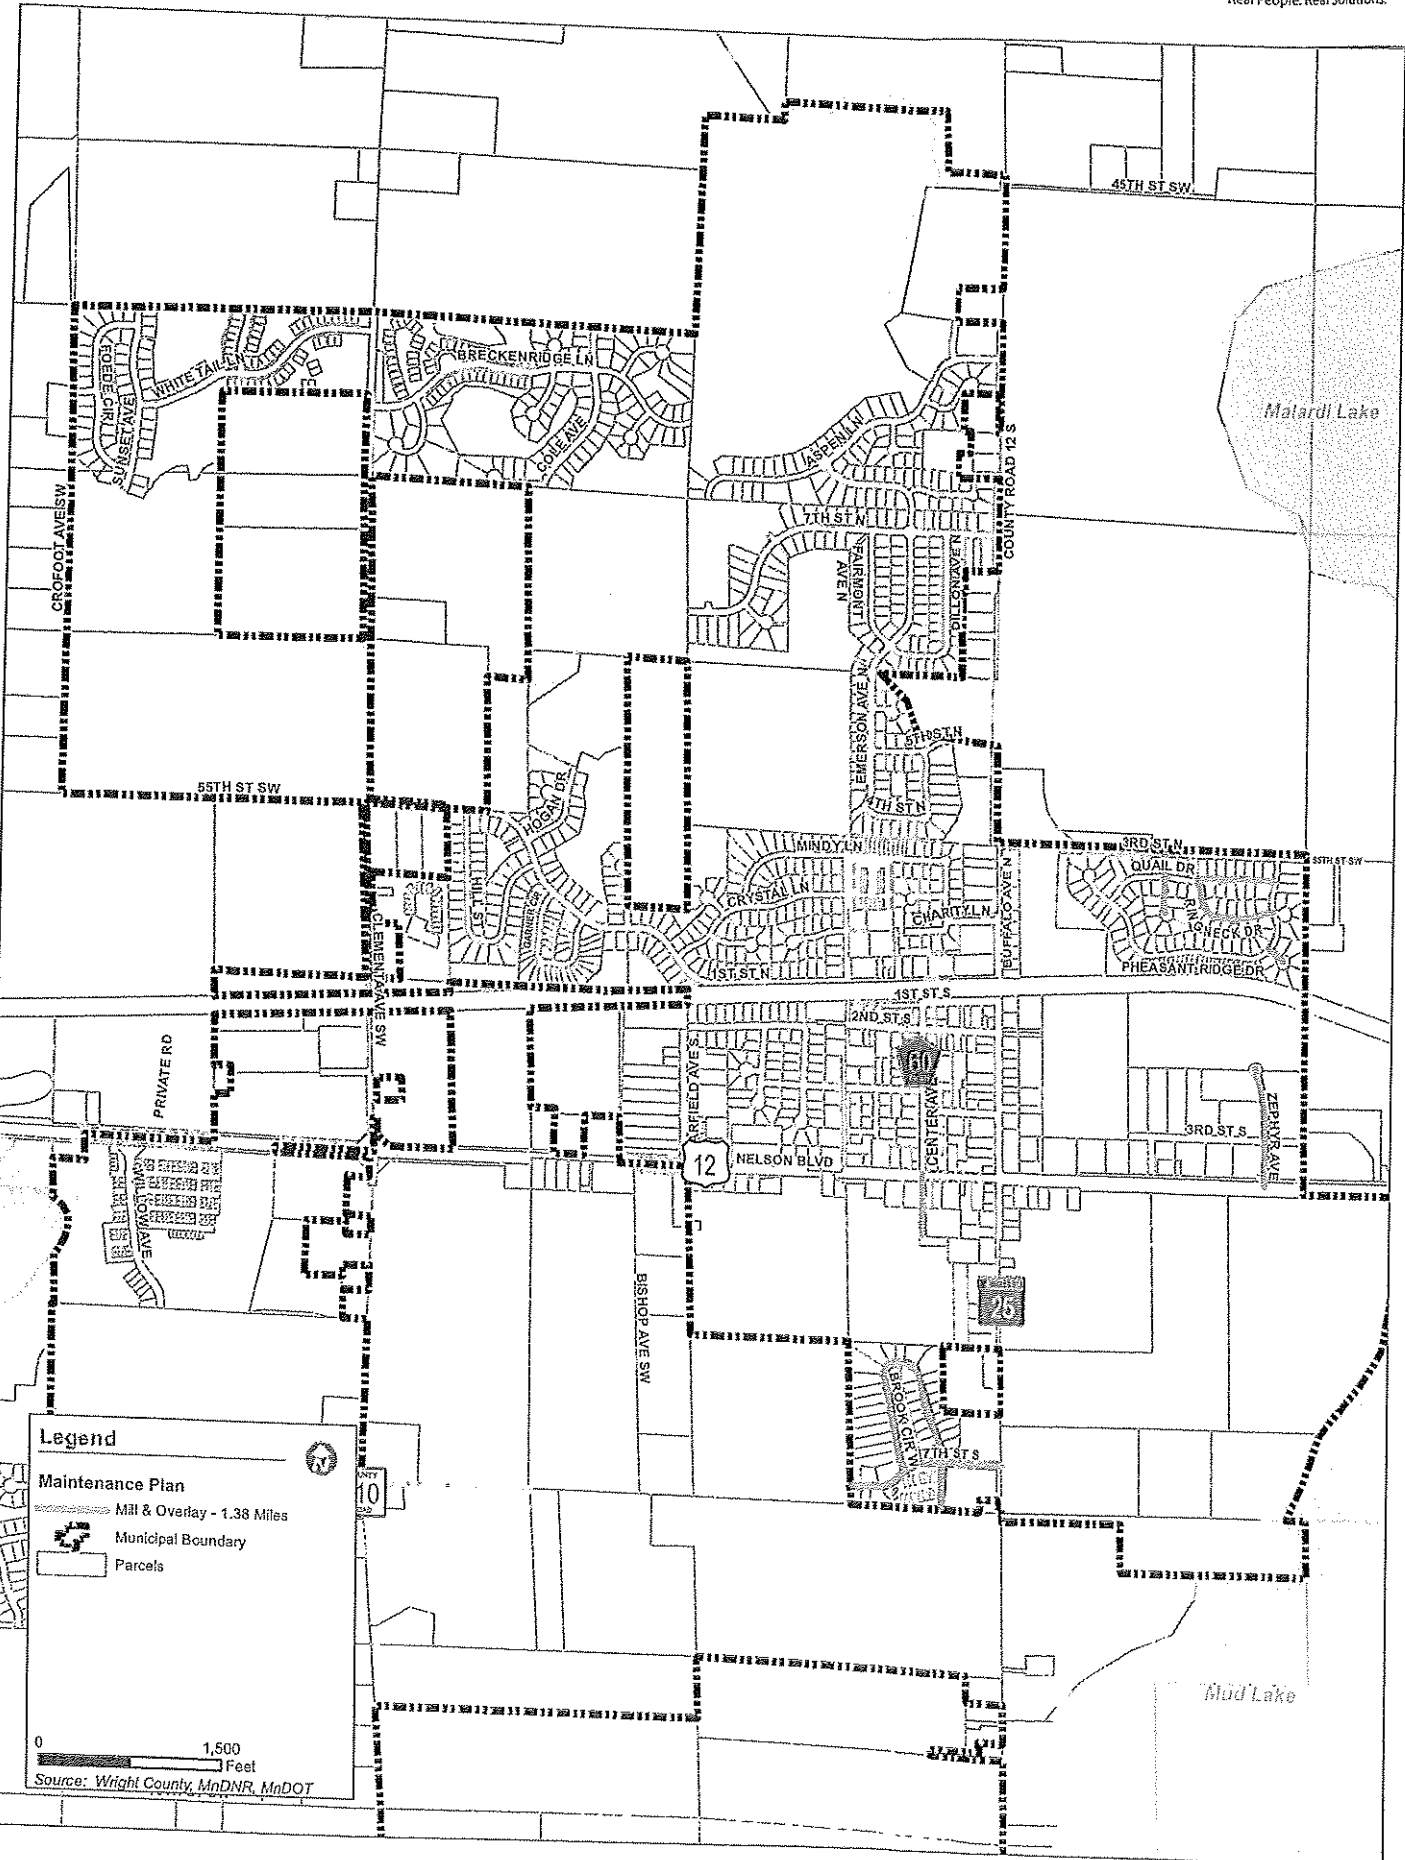 Real People. Real Solutions.
45TH ST SW
Malardi Lake
BRECKENRIDGE LN
WHITE TAIL LN
FOEDE CIR
SUNSET AVE
COLE AVE
ASPEN LN
COUNTY ROAD 12 S
CROFOOT AVE SW
7TH ST N
FAIRMONT
AVE N
DILLON AVE N
EMERSON AVE N
5TH ST N
55TH ST SW
HOGAN DR
4TH ST N
MINDY LN
3RD ST N
55TH ST SW
QUAIL DR
HILL ST
CRYSTAL LN
CHARITY LN
BUFFALO AVE N
CLEMENTA AVE SW
1ST ST N
PHEASANT RIDGE DR
1ST ST S
2ND ST S
PRIVATE RD
60
CENTER AVE
ZEPHYR AVE
3RD ST S
12
NELSON BLVD
WILLOW AVE
BISHOP AVE SW
25
BROOK CIR W
7TH ST S
10
Legend
Maintenance Plan
Mill & Overlay - 1.38 Miles
Municipal Boundary
Parcels
Mud Lake
0 1,500
Feet
Source: Wright County, MnDNR, MnDOT